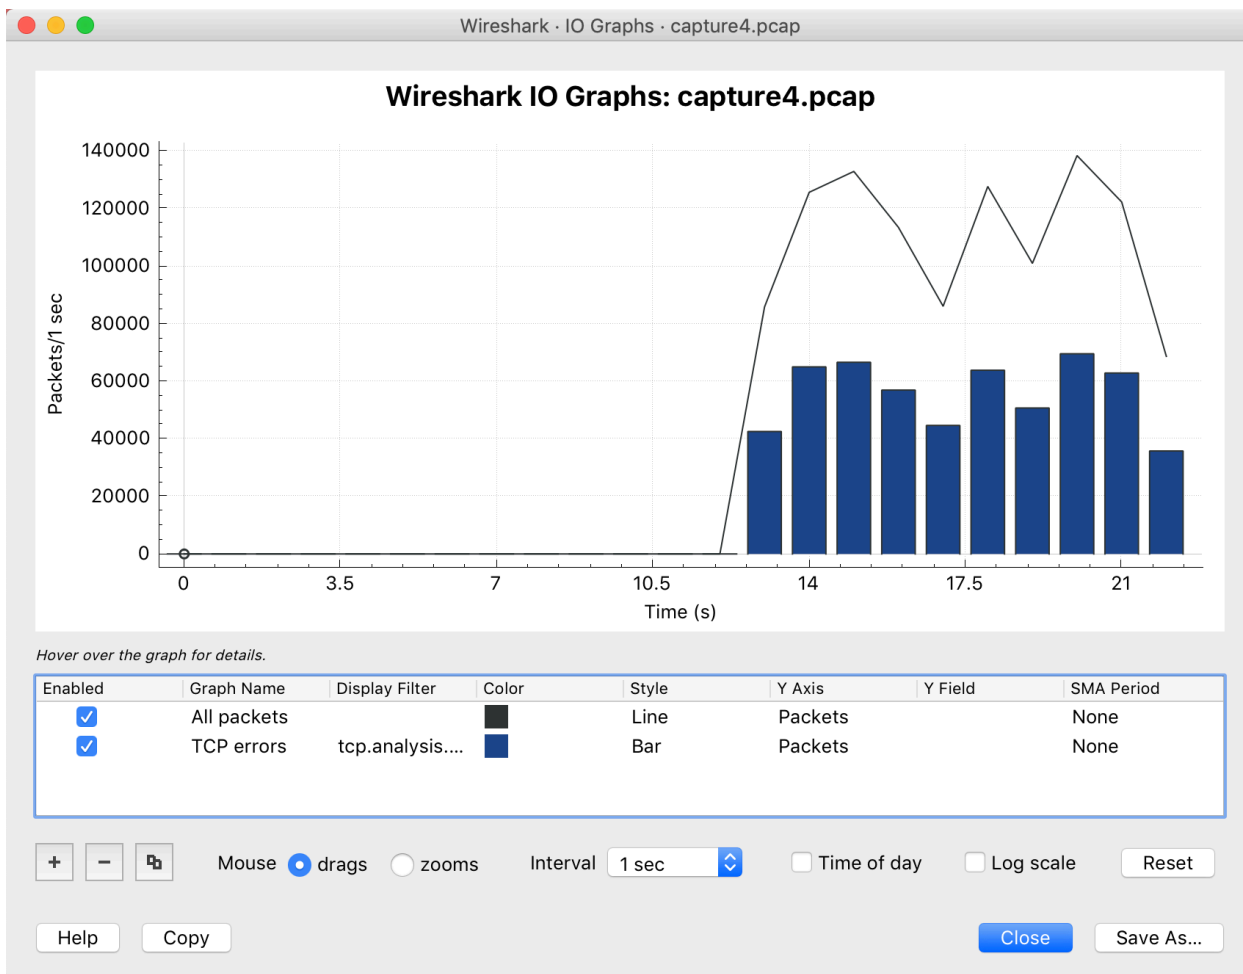 Wireshark · IO Graphs · capture4.pcap
Wireshark IO Graphs: capture4.pcap
140000
120000
100000
80000
60000
40000
20000
0
Packets/1 sec
0 3.5 7 10.5 14 17.5 21
Time (s)
Hover over the graph for details.
Enabled Graph Name Display Filter Color Style Y Axis Y Field SMA Period
All packets Line Packets None
TCP errors tcp.analysis.... Bar Packets None
Mouse drags zooms Interval 1 sec Time of day Log scale Reset
Help Copy Close Save As...